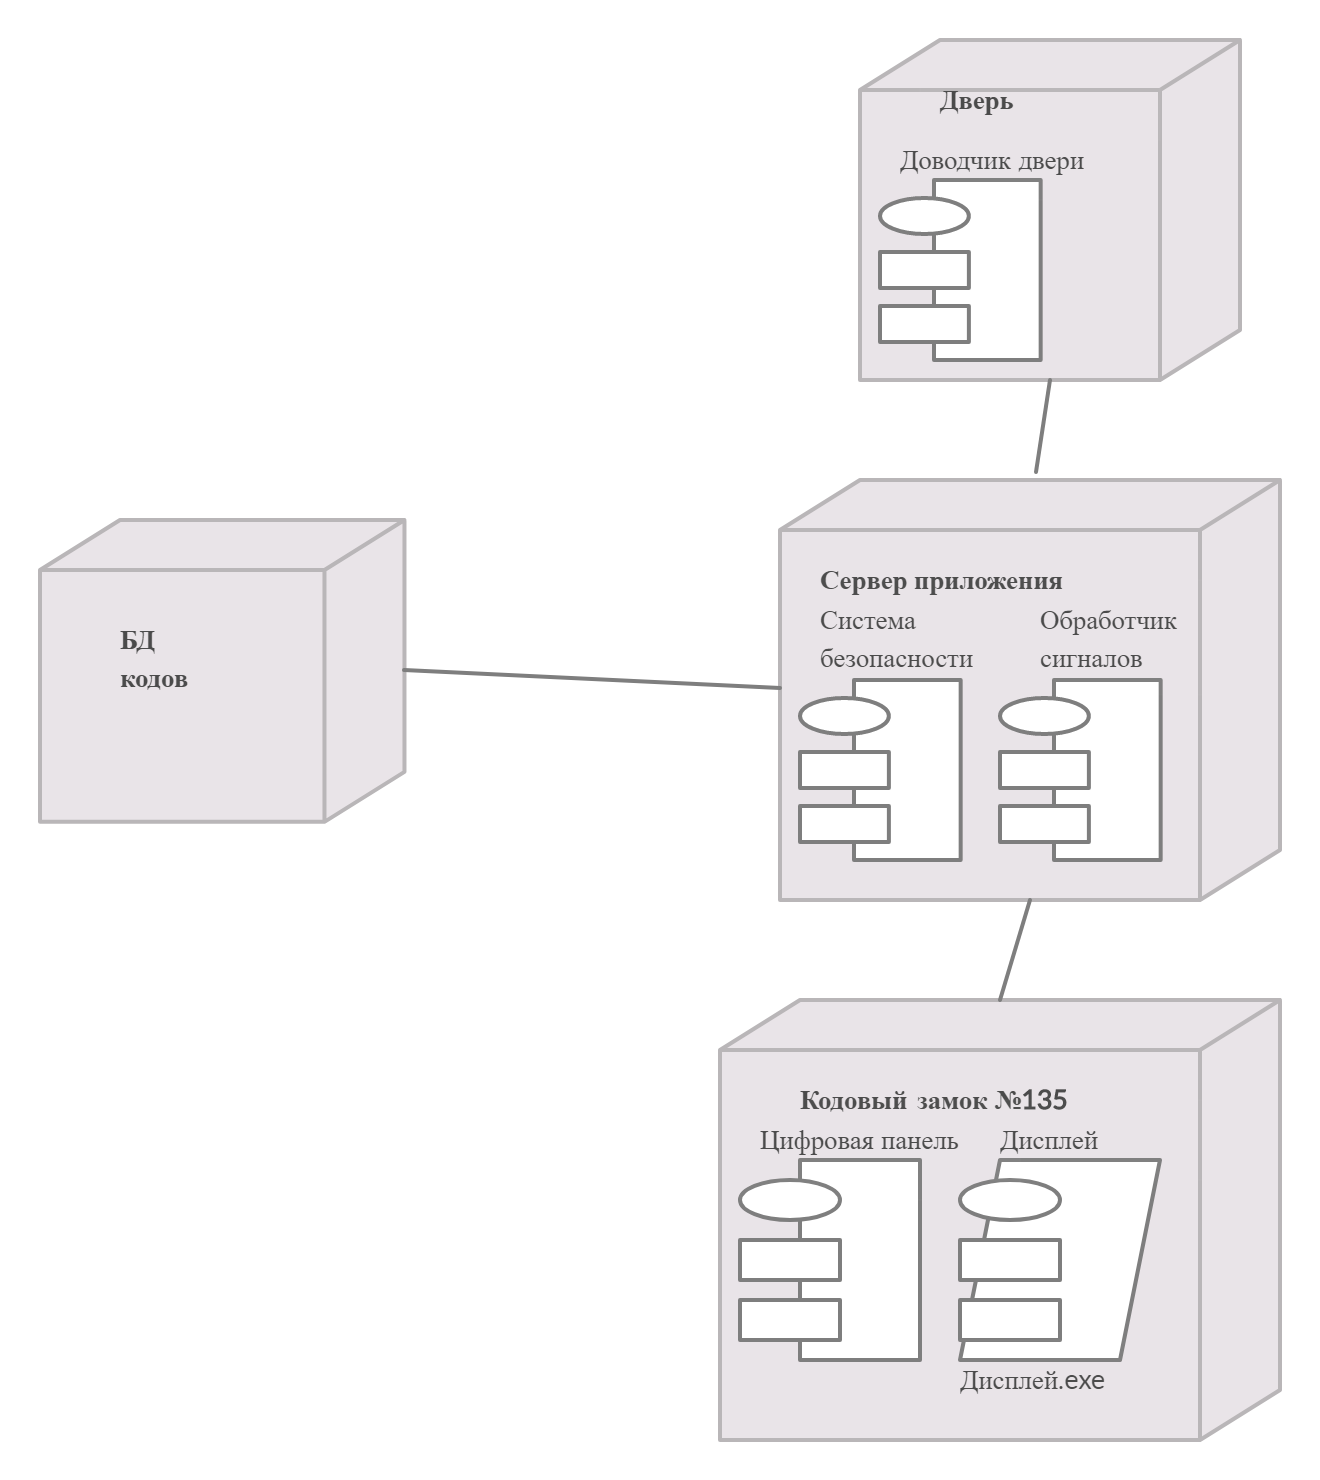 Дверь
Доводчик двери
БД
кодов
Сервер приложения
Система
безопасности
Обработчик
сигналов
Кодовый замок №135
Цифровая панель
Дисплей
Дисплей.exe